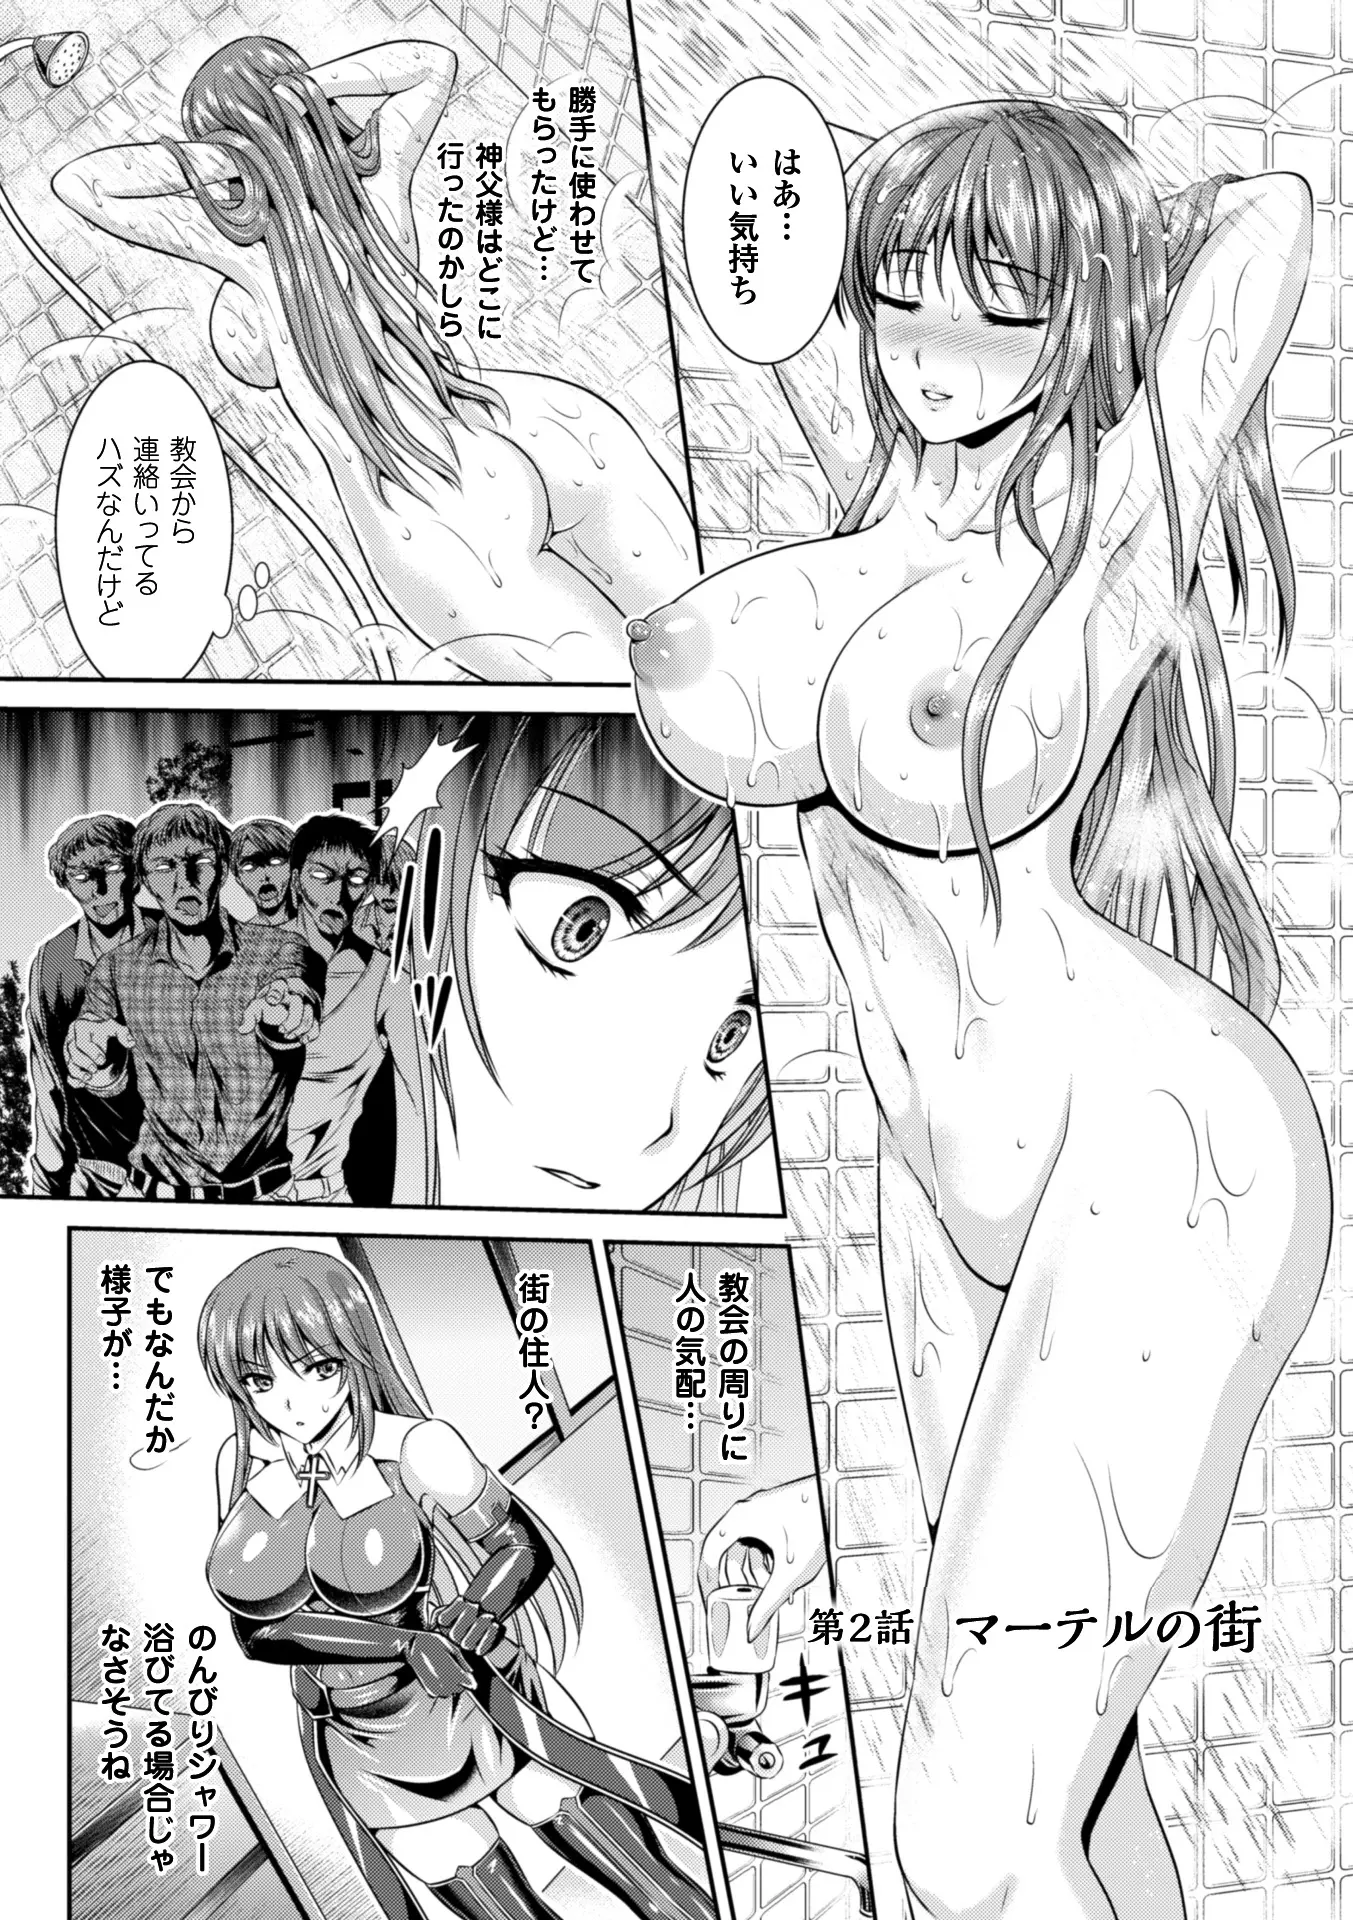 はぁ…
いい気持ち
勝手に使わせて
もらったけど…
神父様はどこに
行ったのかしら
教会から
連絡いってる
ハズなんだけど
教会の周りに
人の気配…
キュ
第2話 マーテルの街
街の住人？
でもなんだか
様子が…
のんびりシャワー
浴びてる場合じゃ
なさそうね